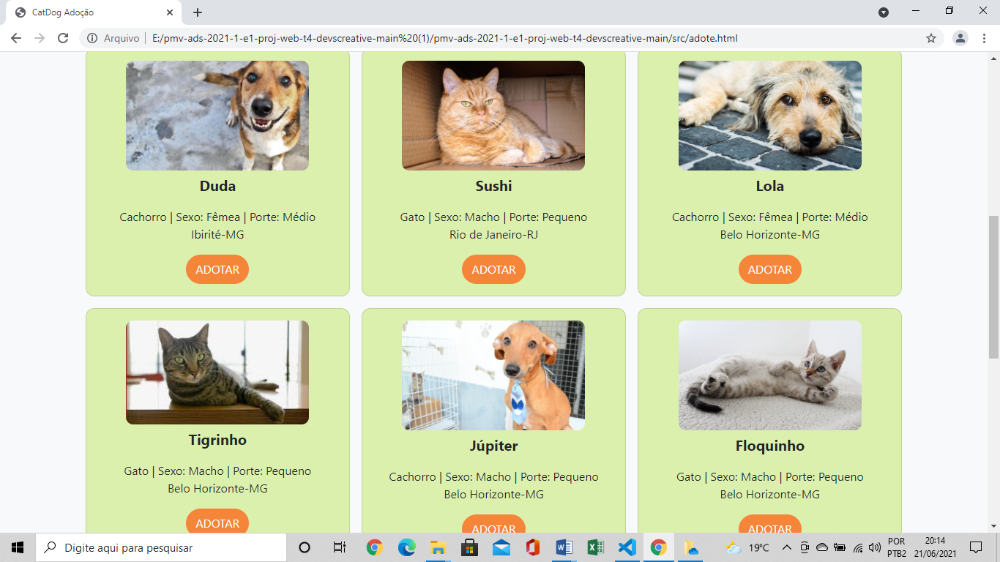 CatDog Adoção
Arquivo | E:/pmv-ads-2021-1-e1-proj-web-t4-devscreative-main%20(1)/pmv-ads-2021-1-e1-proj-web-t4-devscreative-main/src/adote.html
Duda
Cachorro | Sexo: Fêmea | Porte: Médio
Ibirité-MG
ADOTAR
Sushi
Gato | Sexo: Macho | Porte: Pequeno
Rio de Janeiro-RJ
ADOTAR
Lola
Cachorro | Sexo: Fêmea | Porte: Médio
Belo Horizonte-MG
ADOTAR
Tigrinho
Gato | Sexo: Macho | Porte: Pequeno
Belo Horizonte-MG
ADOTAR
Júpiter
Cachorro | Sexo: Macho | Porte: Pequeno
Belo Horizonte-MG
ADOTAR
Floquinho
Gato | Sexo: Macho | Porte: Pequeno
Belo Horizonte-MG
ADOTAR
Digite aqui para pesquisar
19°C
POR
PTB2
20:14
21/06/2021